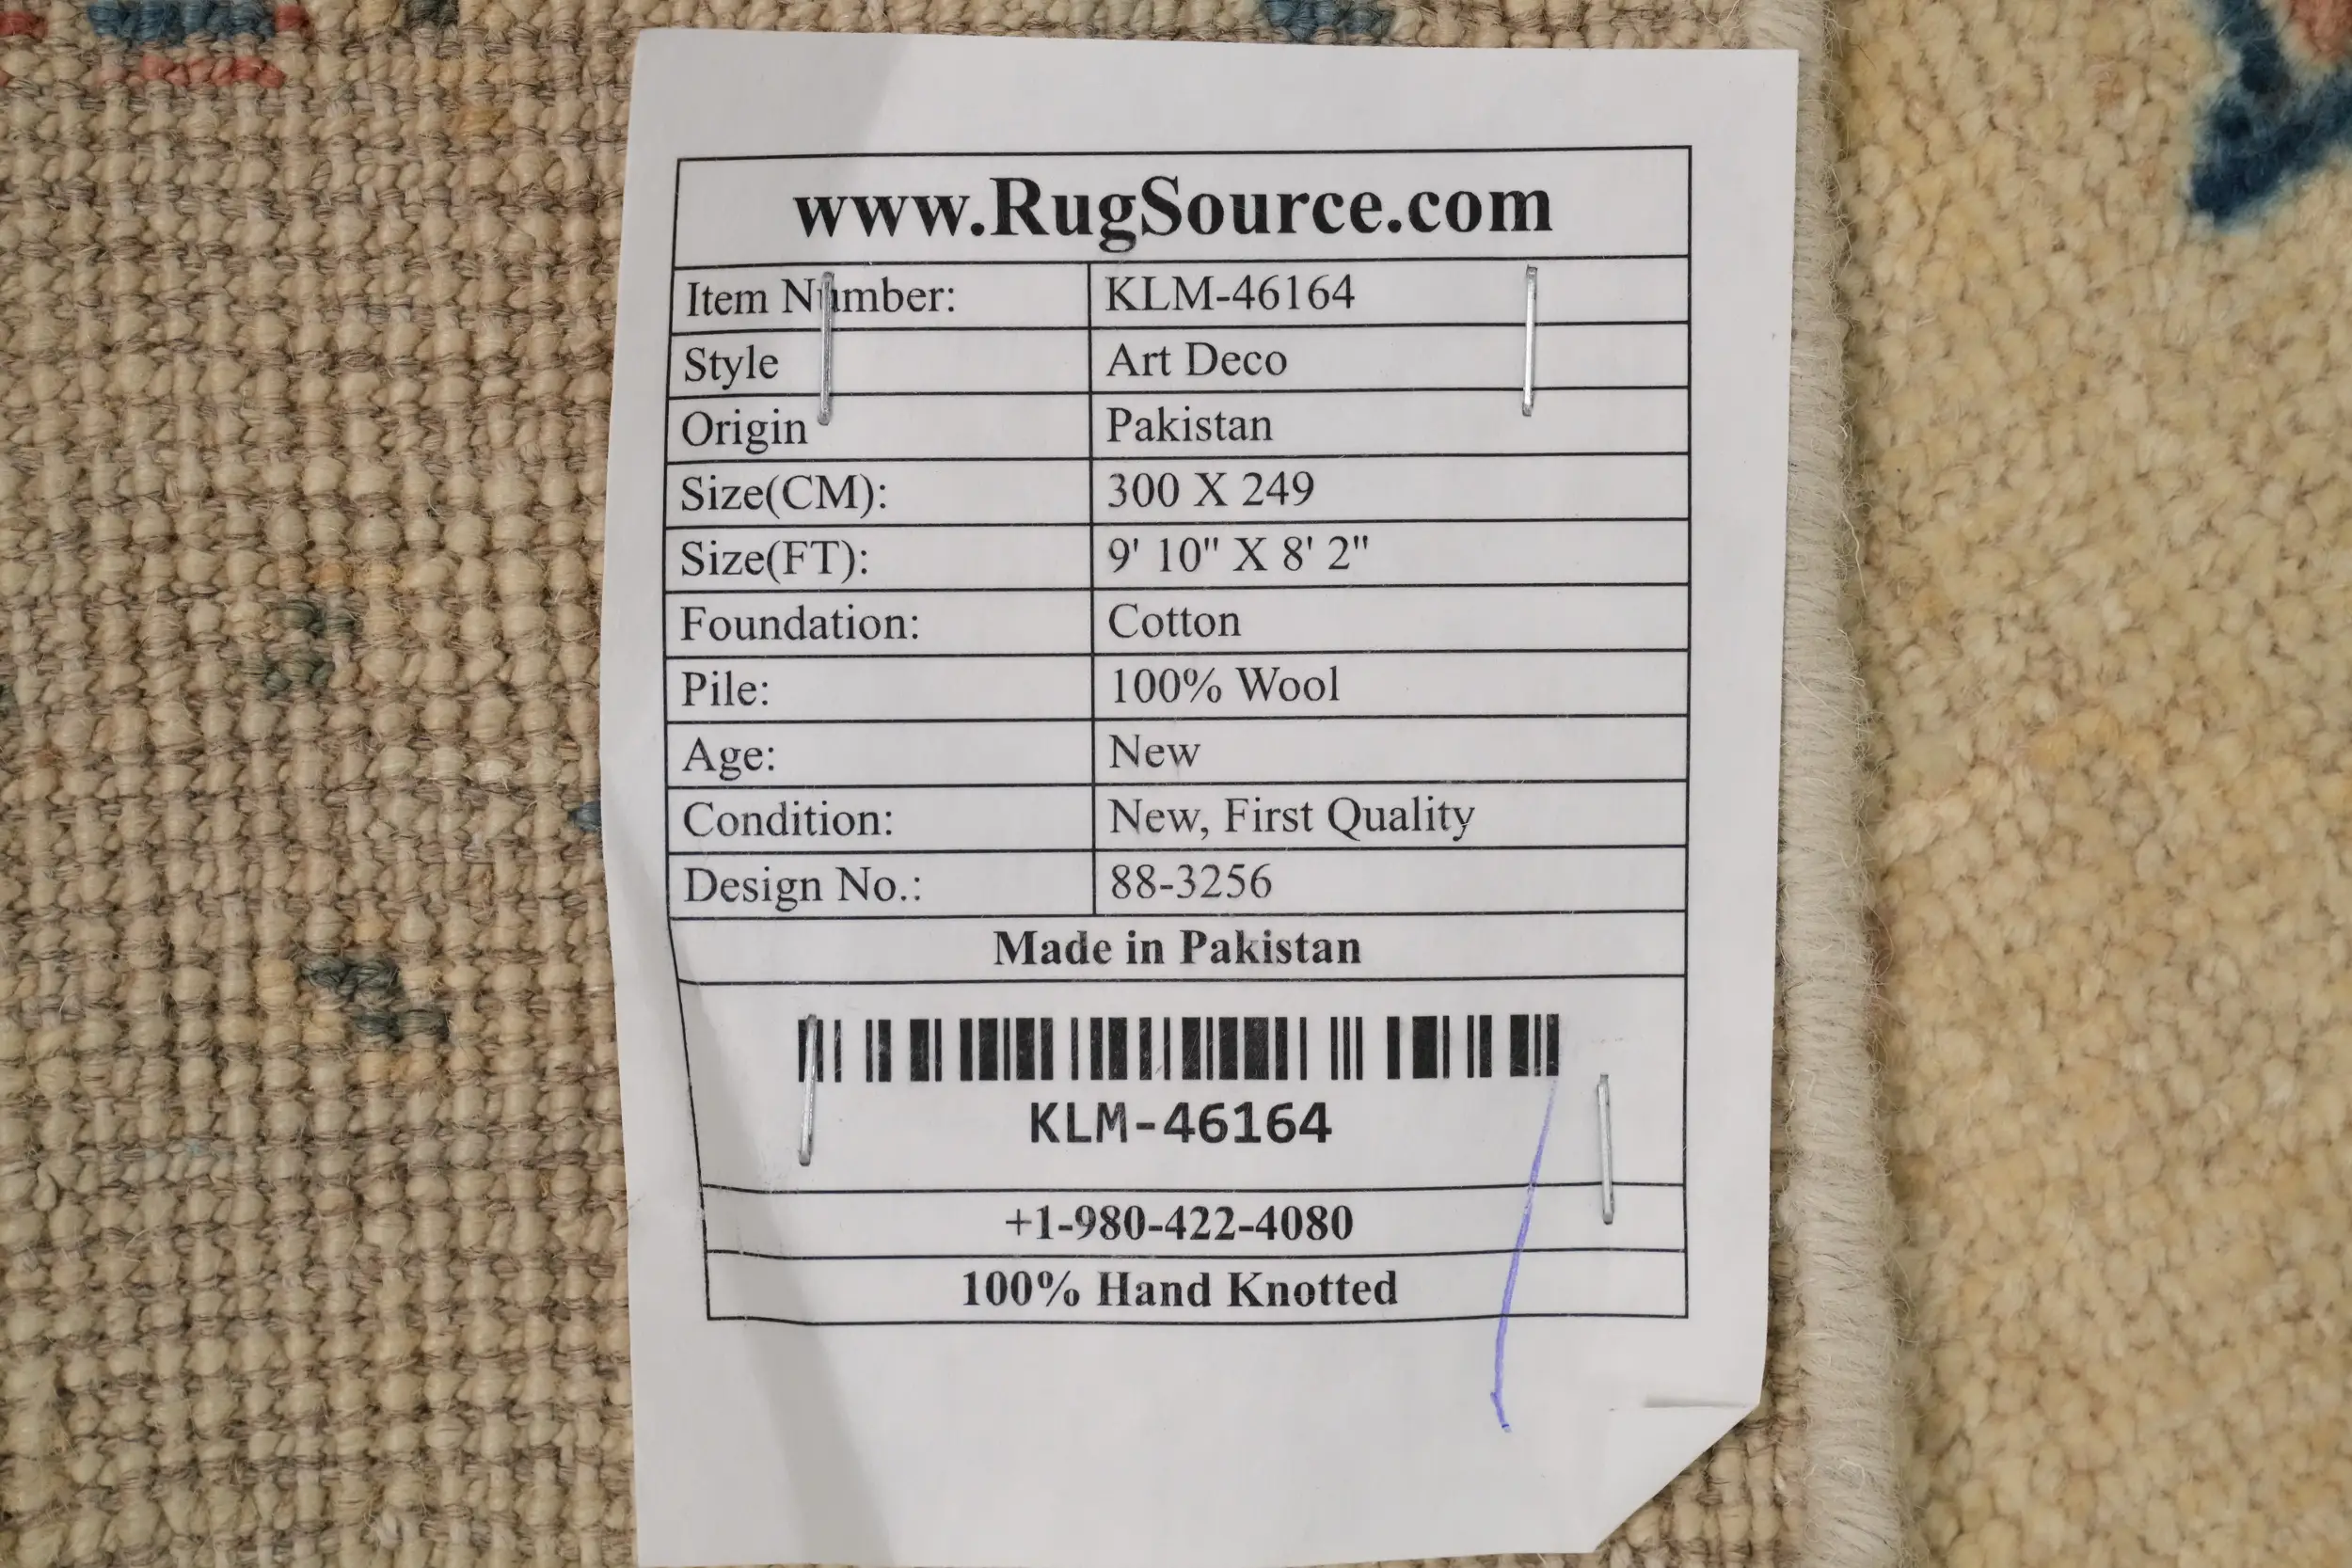 www.RugSource.com
Item Number: KLM-46164
Style Art Deco
Origin Pakistan
Size(CM): 300 X 249
Size(FT): 9' 10" X 8' 2"
Foundation: Cotton
Pile: 100% Wool
Age: New
Condition: New, First Quality
Design No.: 88-3256
Made in Pakistan
KLM-46164
+1-980-422-4080
100% Hand Knotted